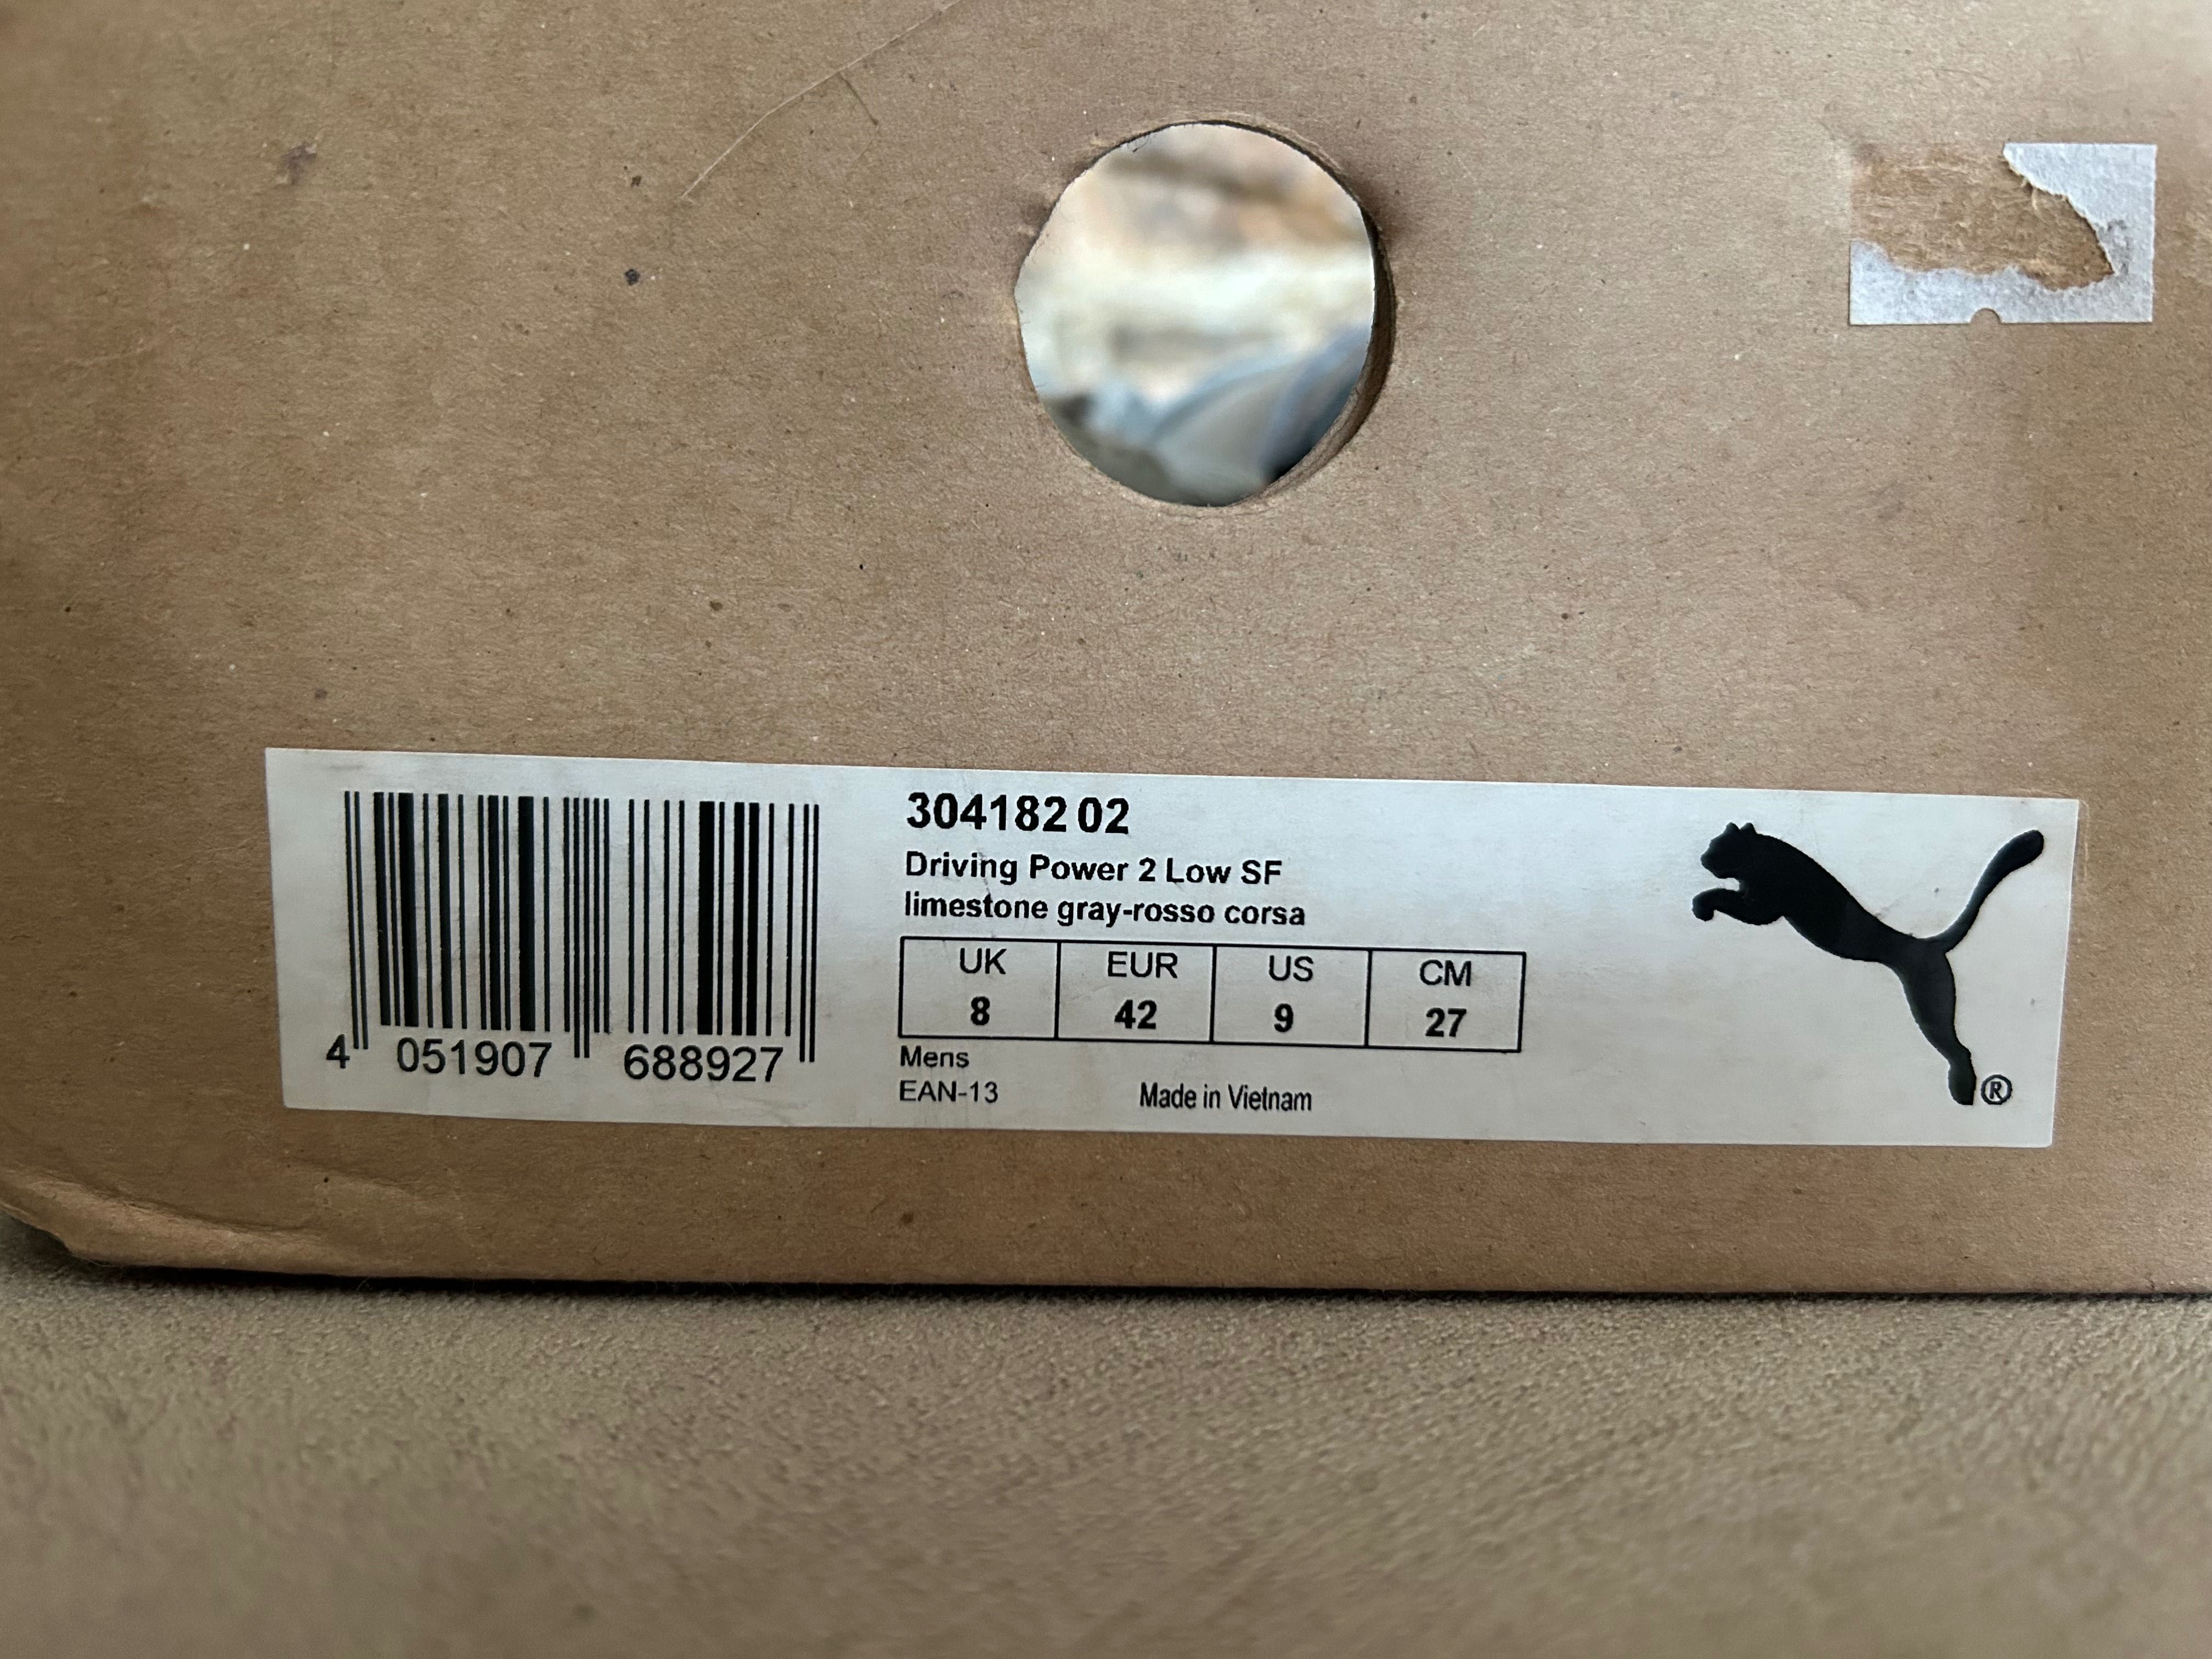 304182 02
Driving Power 2 Low SF
limestone gray-rosso corsa
UK EUR US CM
8 42 9 27
Mens
EAN-13 Made in Vietnam
4 051907 688927
®